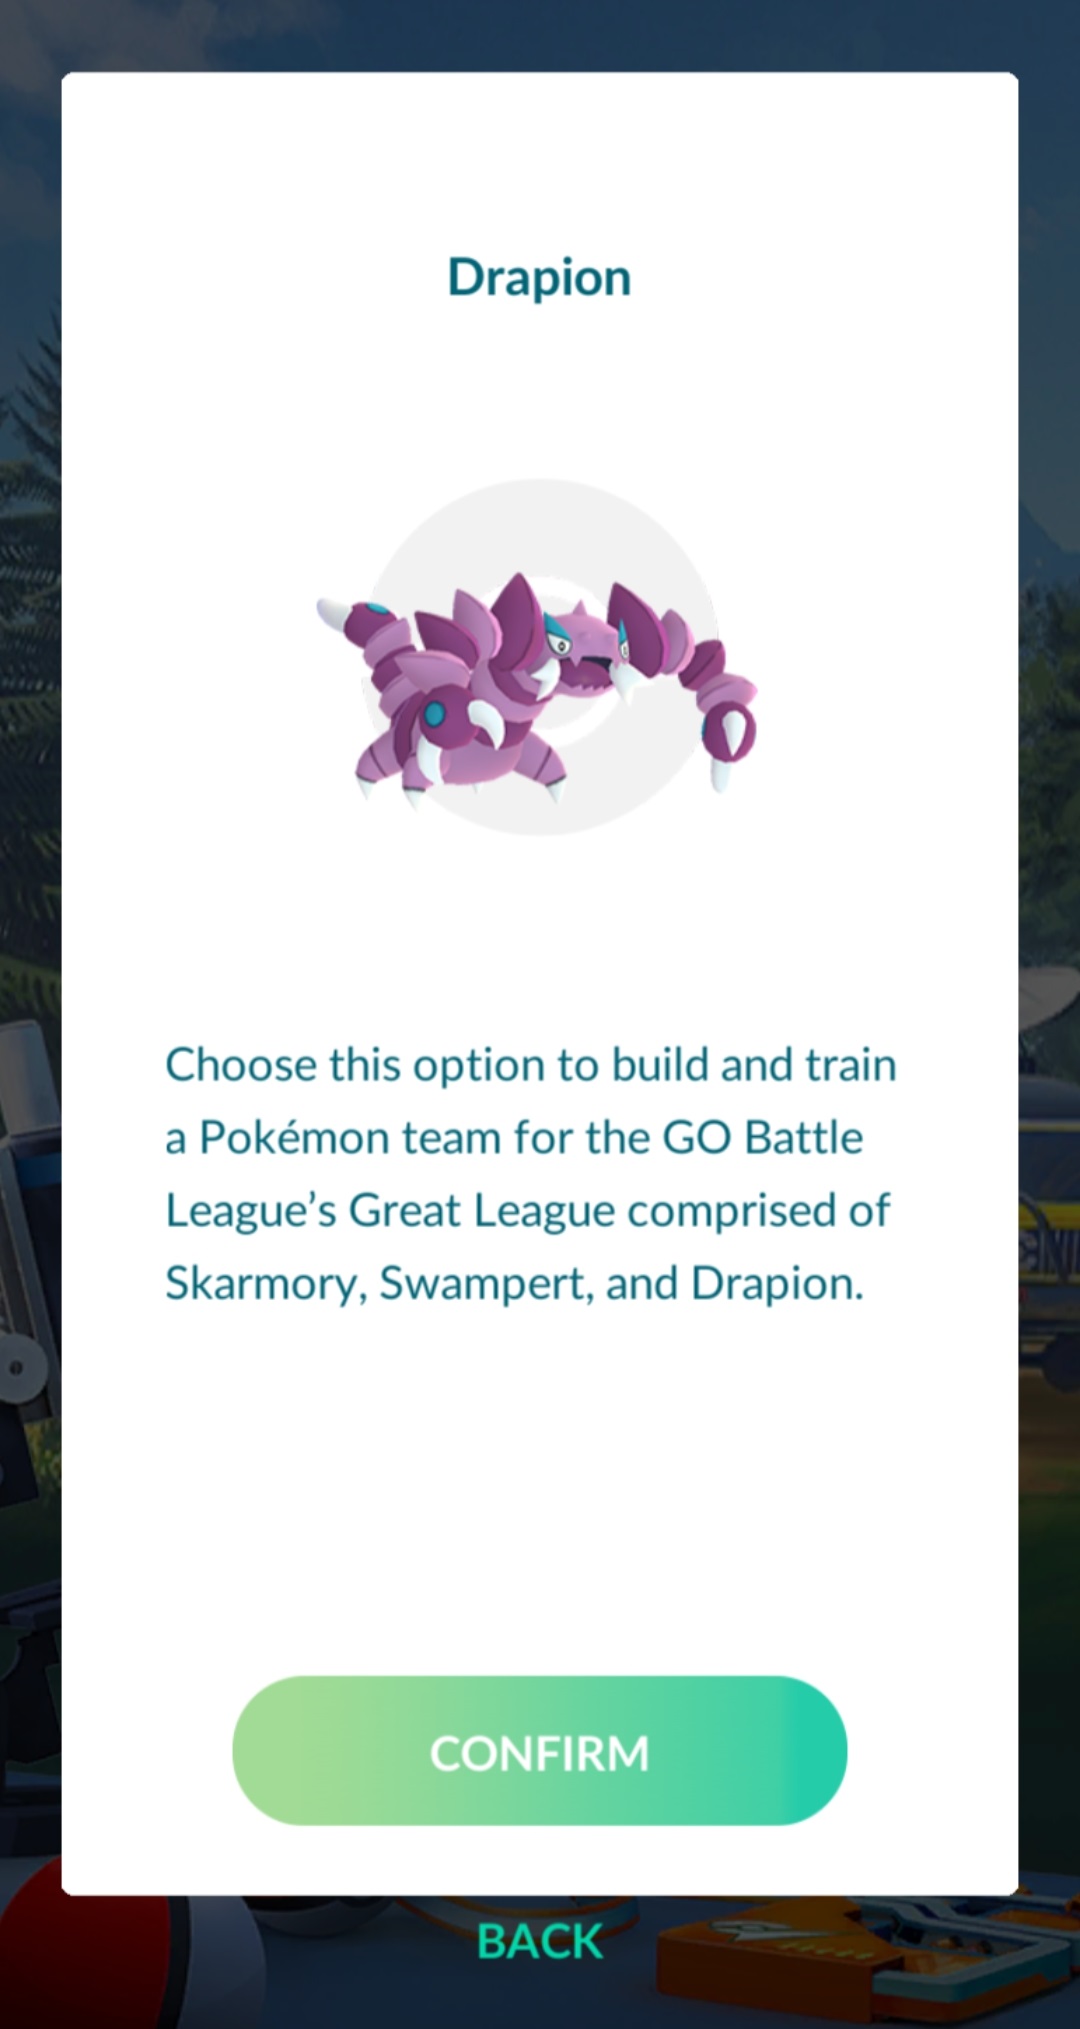 Drapion
Choose this option to build and train
a Pokémon team for the GO Battle
League’s Great League comprised of
Skarmory, Swampert, and Drapion.
CONFIRM
BACK